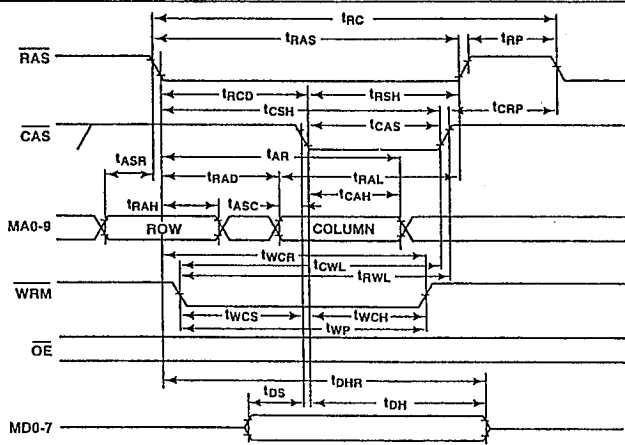 tRC
tRAS
tRP
RAS
tRCD
tRSH
tCSH
tCRP
CAS
tCAS
tASR
tAR
tRAD
tRAL
tRAH
tASC
tCAH
MA0-9
ROW
COLUMN
tWCR
tCWL
tRWL
WRM
tWCS
tWCH
tWP
OE
tDHR
tDS
tDH
MD0-7